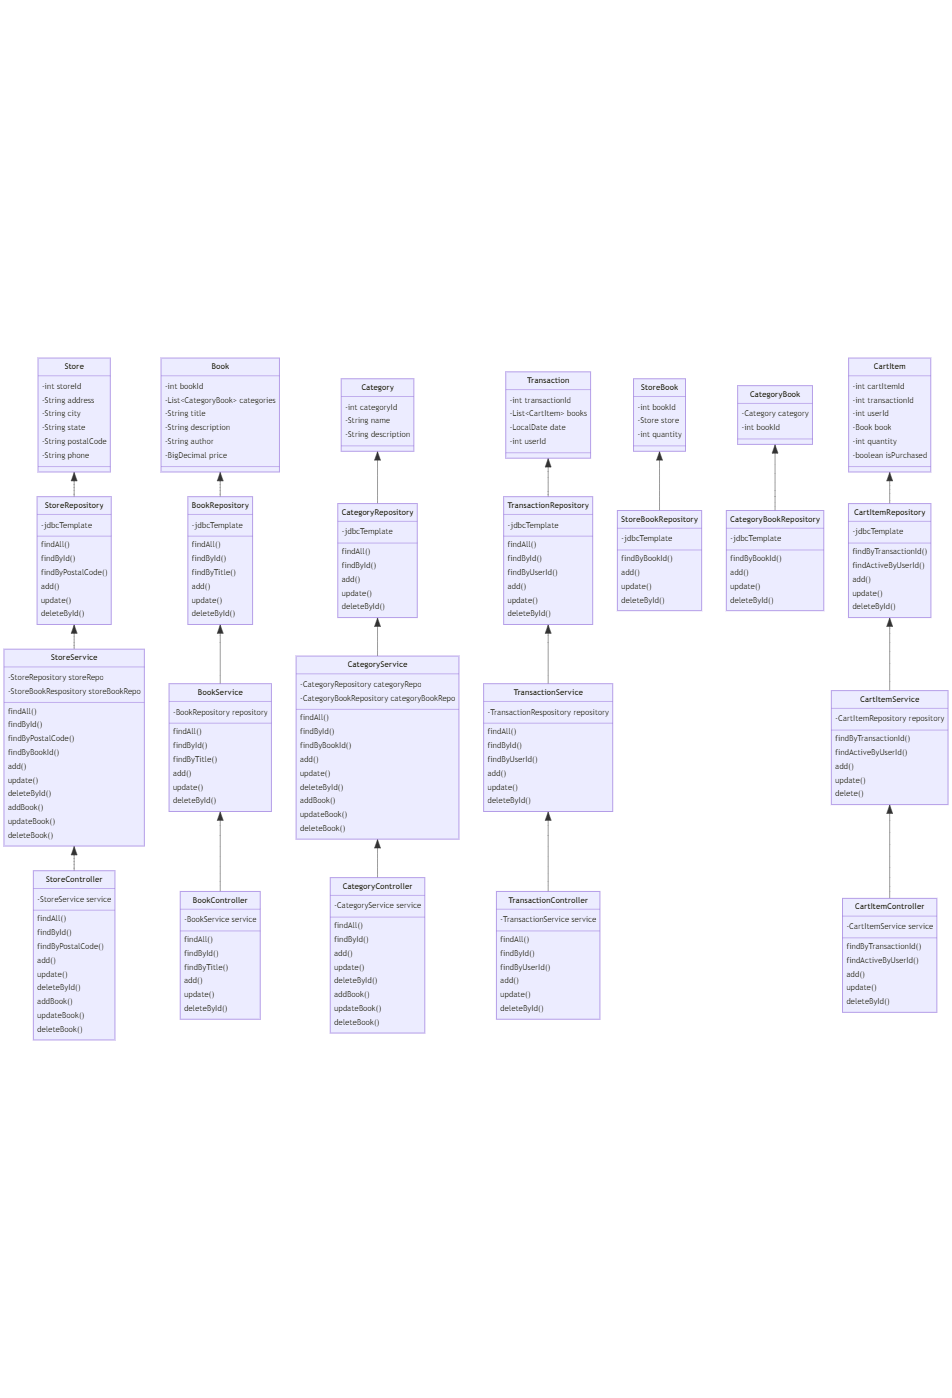 Store
-int storeId
-String address
-String city
-String state
-String postalCode
-String phone
Book
-int bookId
-List<CategoryBook> categories
-String title
-String description
-String author
-BigDecimal price
Category
-int categoryId
-String name
-String description
Transaction
-int transactionId
-List<CartItem> books
-LocalDate date
-int userId
StoreBook
-int bookId
-Store store
-int quantity
CategoryBook
-Category category
-int bookId
CartItem
-int cartItemId
-int transactionId
-int userId
-Book book
-int quantity
-boolean isPurchased
StoreRepository
-jdbcTemplate
findAll()
findById()
findByPostalCode()
add()
update()
deleteById()
BookRepository
-jdbcTemplate
findAll()
findById()
findByTitle()
add()
update()
deleteById()
CategoryRepository
-jdbcTemplate
findAll()
findById()
add()
update()
deleteById()
TransactionRepository
-jdbcTemplate
findAll()
findById()
findByUserId()
add()
update()
deleteById()
StoreBookRepository
-jdbcTemplate
findByBookId()
add()
update()
deleteById()
CategoryBookRepository
-jdbcTemplate
findByBookId()
add()
update()
deleteById()
CartItemRepository
-jdbcTemplate
findByTransactionId()
findActiveByUserId()
add()
update()
deleteById()
StoreService
-StoreRepository storeRepo
-StoreBookRespository storeBookRepo
findAll()
findById()
findByPostalCode()
findByBookId()
add()
update()
deleteById()
addBook()
updateBook()
deleteBook()
BookService
-BookRepository repository
findAll()
findById()
findByTitle()
add()
update()
deleteById()
CategoryService
-CategoryRepository categoryRepo
-CategoryBookRepository categoryBookRepo
findAll()
findById()
findByBookId()
add()
update()
deleteById()
addBook()
updateBook()
deleteBook()
TransactionService
-TransactionRespository repository
findAll()
findById()
findByUserId()
add()
update()
deleteById()
CartItemService
-CartItemRepository repository
findByTransactionId()
findActiveByUserId()
add()
update()
delete()
StoreController
-StoreService service
findAll()
findById()
findByPostalCode()
add()
update()
deleteById()
addBook()
updateBook()
deleteBook()
BookController
-BookService service
findAll()
findById()
findByTitle()
add()
update()
deleteById()
CategoryController
-CategoryService service
findAll()
findById()
add()
update()
deleteById()
addBook()
updateBook()
deleteBook()
TransactionController
-TransactionService service
findAll()
findById()
findByUserId()
add()
update()
deleteById()
CartItemController
-CartItemService service
findByTransactionId()
findActiveByUserId()
add()
update()
deleteById()